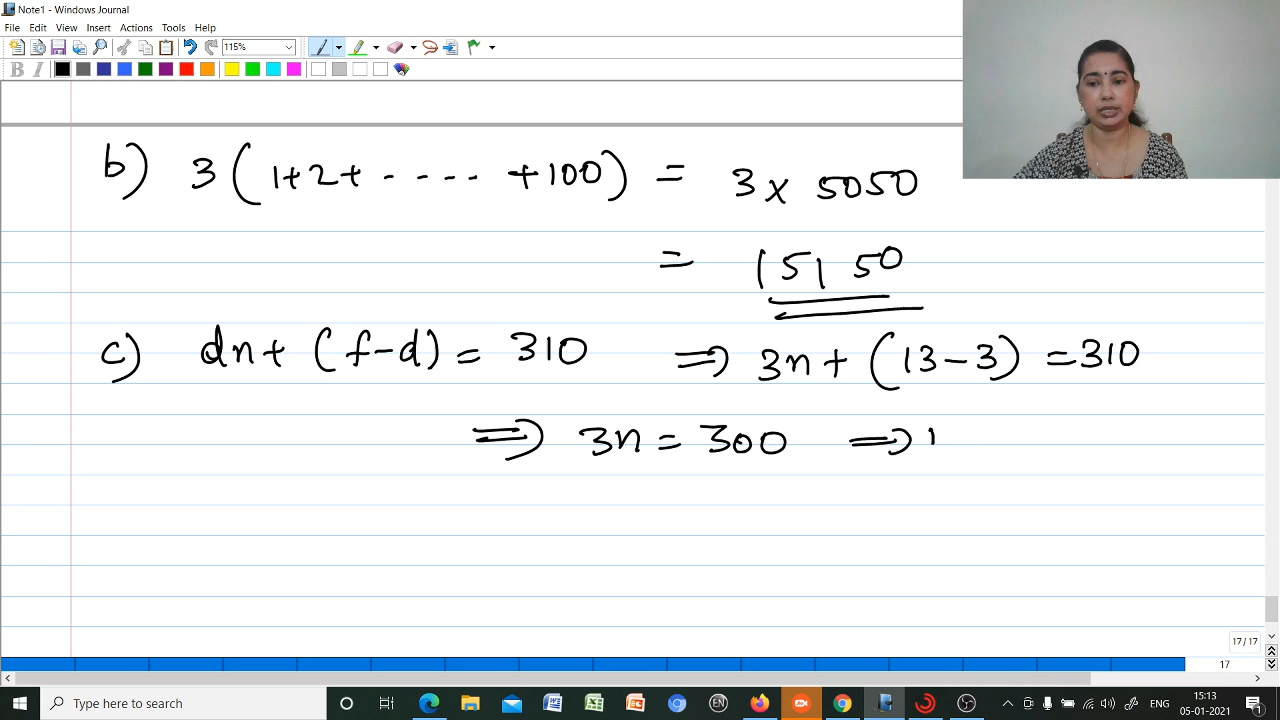 Note1 - Windows Journal
File Edit View Insert Actions Tools Help
115%
B I
b) 3 (1+2+ ..... +100) = 3 x 5050
= 15150
c) dn + (f-d) = 310 ⇒ 3n + (13-3) = 310
⇒ 3n = 300 ⇒
17/17
17
Type here to search
ENG
15:13
05-01-2021